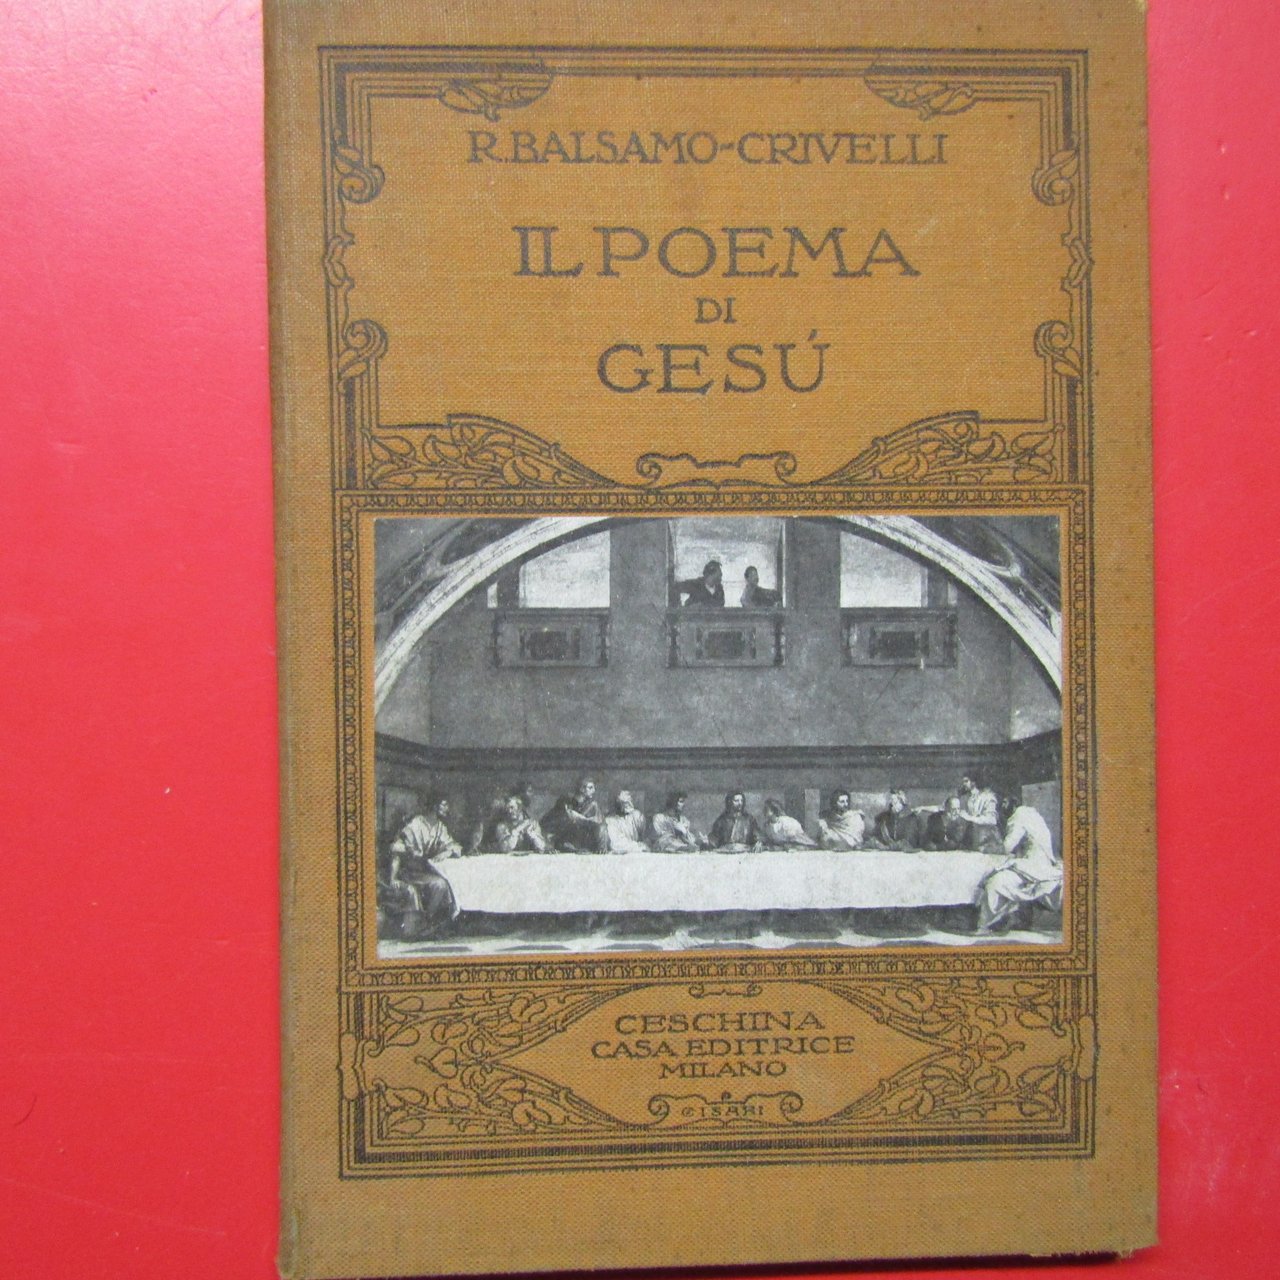 R. BALSAMO-CRIVELLI
IL POEMA
DI
GESÚ
CESCHINA
CASA EDITRICE
MILANO